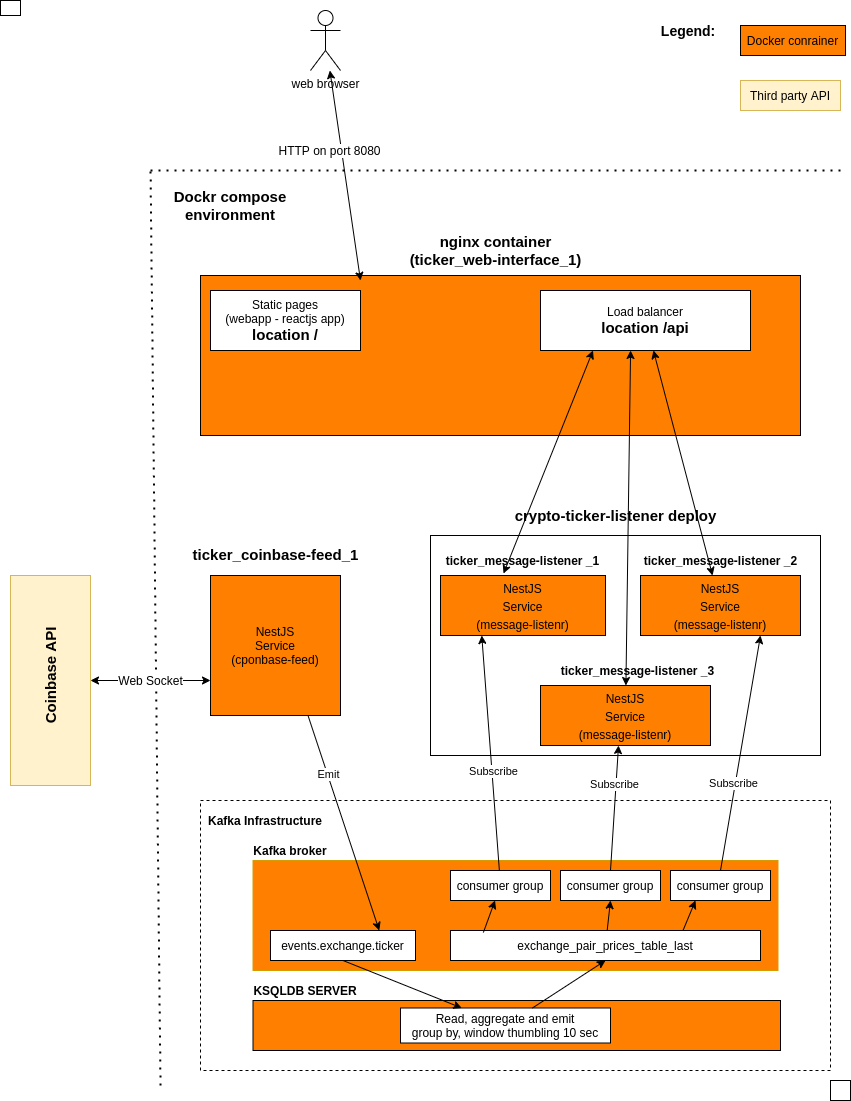 Legend:
Docker conrainer
Third party API
web browser
HTTP on port 8080
Dockr compose
environment
nginx container
(ticker_web-interface_1)
Static pages
(webapp - reactjs app)
location /
Load balancer
location /api
crypto-ticker-listener deploy
ticker_coinbase-feed_1
ticker_message-listener _1
ticker_message-listener _2
NestJS
Service
(message-listenr)
NestJS
Service
(message-listenr)
NestJS
Service
(cponbase-feed)
Coinbase API
Web Socket
ticker_message-listener _3
NestJS
Service
(message-listenr)
Emit
Subscribe
Subscribe
Subscribe
Kafka Infrastructure
Kafka broker
consumer group
consumer group
consumer group
events.exchange.ticker
exchange_pair_prices_table_last
KSQLDB SERVER
Read, aggregate and emit
group by, window thumbling 10 sec